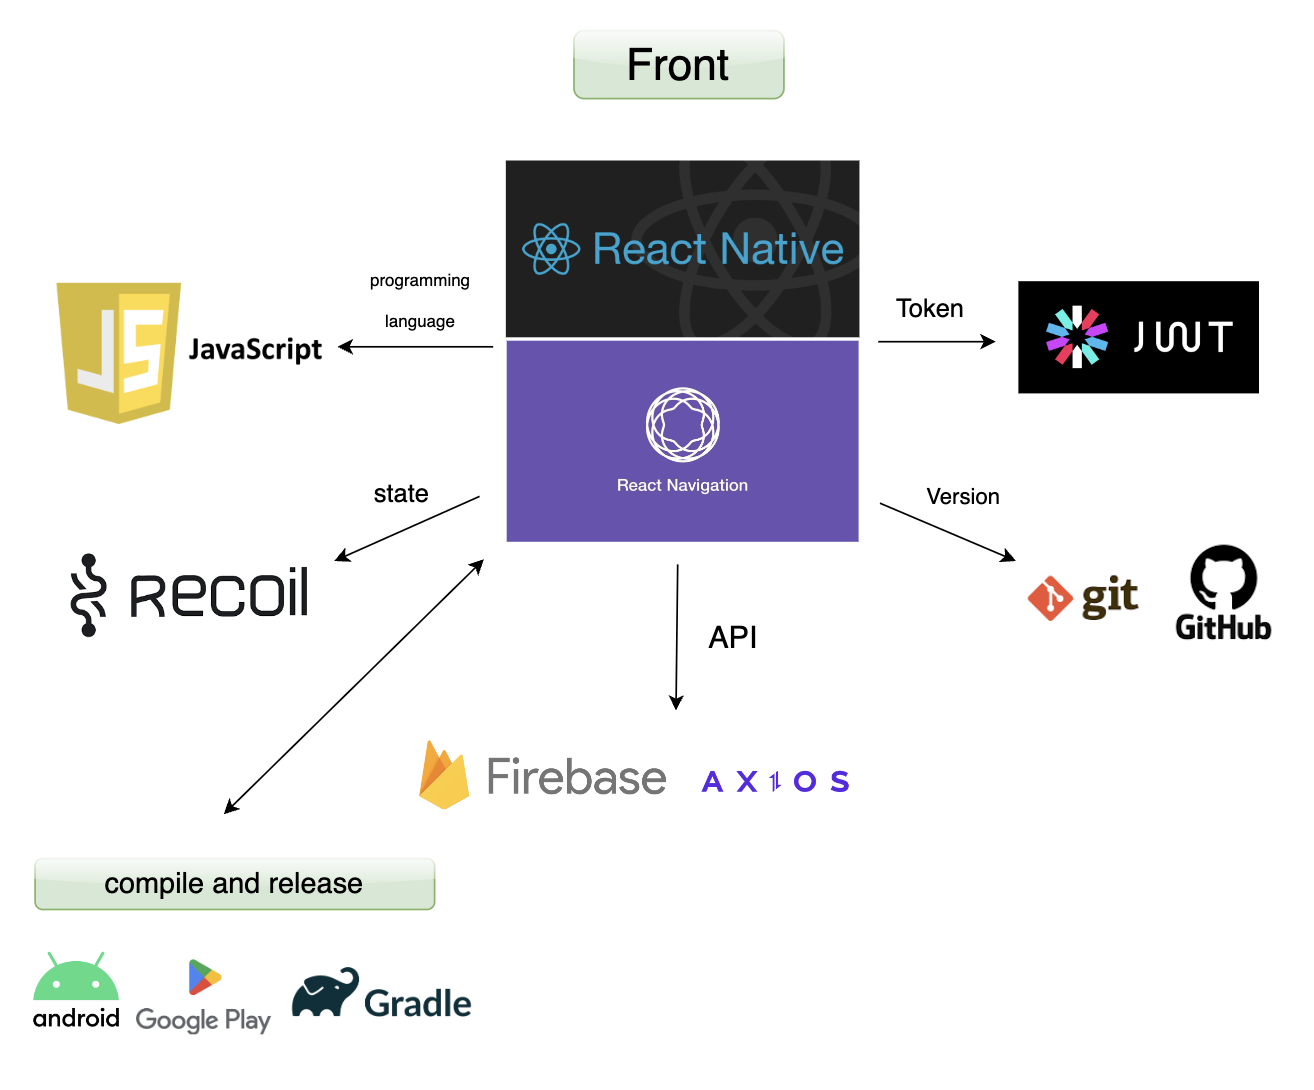 Front
React Native
programming
language
JS
JavaScript
Token
JWT
React Navigation
state
Version
Recoil
git
GitHub
API
Firebase
AXIOS
compile and release
android
Google Play
Gradle